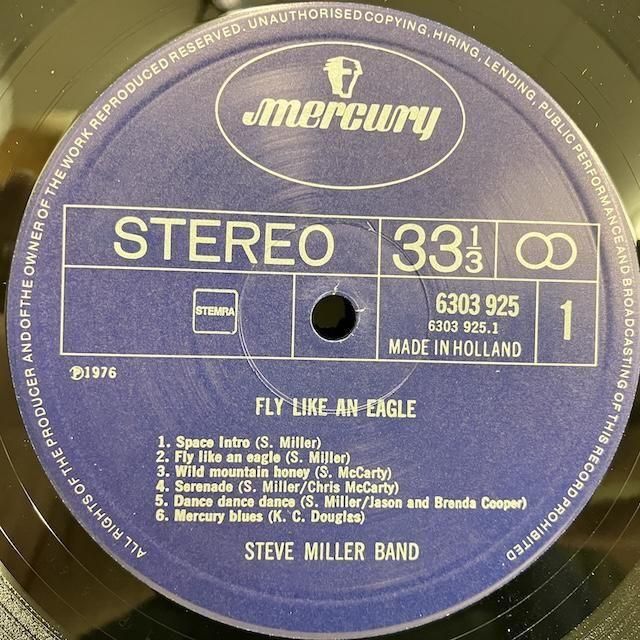 ALL RIGHTS OF THE PRODUCER AND OF THE OWNER OF THE WORK REPRODUCED RESERVED. UNAUTHORISED COPYING, HIRING, LENDING, PUBLIC PERFORMANCE AND BROADCASTING OF THIS RECORD PROHIBITED
mercury
STEREO 33 1/3
STEMRA
6303 925
6303 925.1
MADE IN HOLLAND
1
℗1976
FLY LIKE AN EAGLE
1. Space Intro (S. Miller)
2. Fly like an eagle (S. Miller)
3. Wild mountain honey (S. McCarty)
4. Serenade (S. Miller/Chris McCarty)
5. Dance dance dance (S. Miller/Jason and Brenda Cooper)
6. Mercury blues (K. C. Douglas)
STEVE MILLER BAND